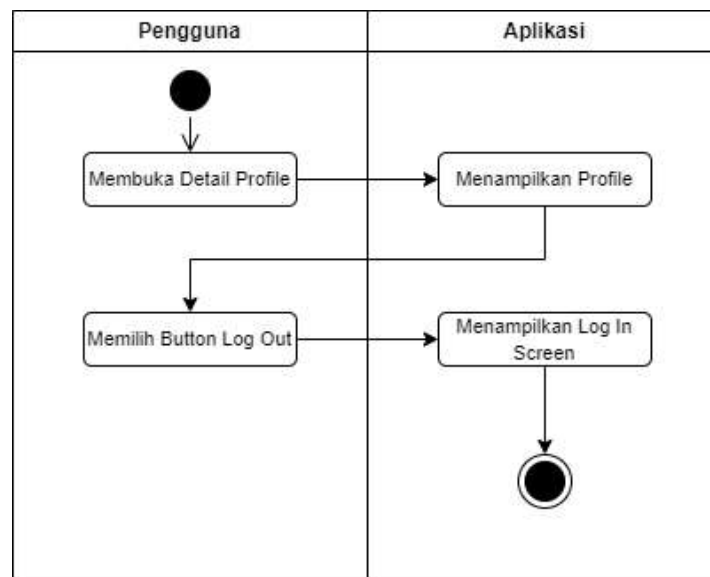 Pengguna
Aplikasi
Membuka Detail Profile
Menampilkan Profile
Memilih Button Log Out
Menampilkan Log In
Screen